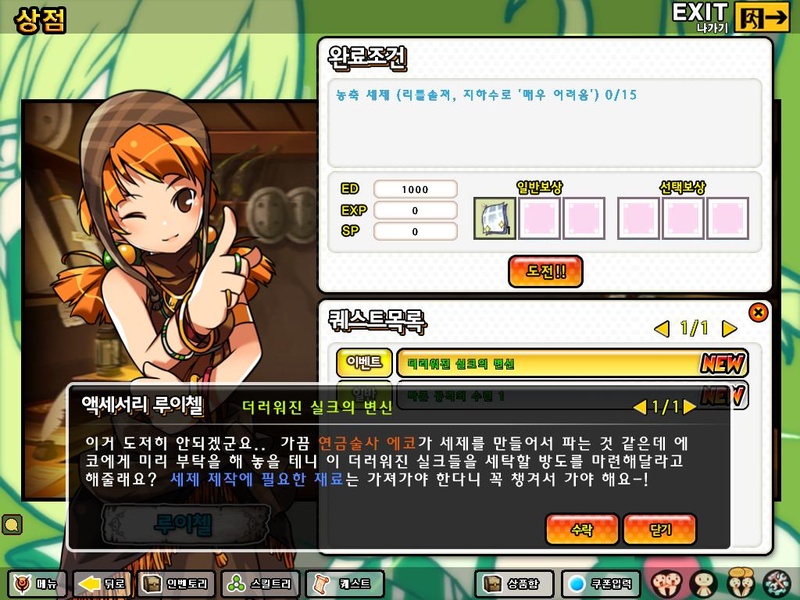 상점
EXIT
나가기
완료조건
농축 세제 (리틀솔져, 지하수로 '매우 어려움') 0/15
ED 1000
일반보상
선택보상
EXP 0
SP 0
도전!!
퀘스트목록
1/1
이벤트 더러워진 실크의 변신 NEW
일반
액세서리 루이첼 더러워진 실크의 변신 1/1
이거 도저히 안되겠군요.. 가끔 연금술사 에코가 세제를 만들어서 파는 것 같은데 에
코에게 미리 부탁을 해 놓을 테니 이 더러워진 실크들을 세탁할 방도를 마련해달라고
해줄래요? 세제 제작에 필요한 재료는 가져가야 한다니 꼭 챙겨서 가야 해요-!
루이첼
수락 닫기
메뉴 뒤로 인벤토리 스킬트리 퀘스트 상품함 쿠폰입력